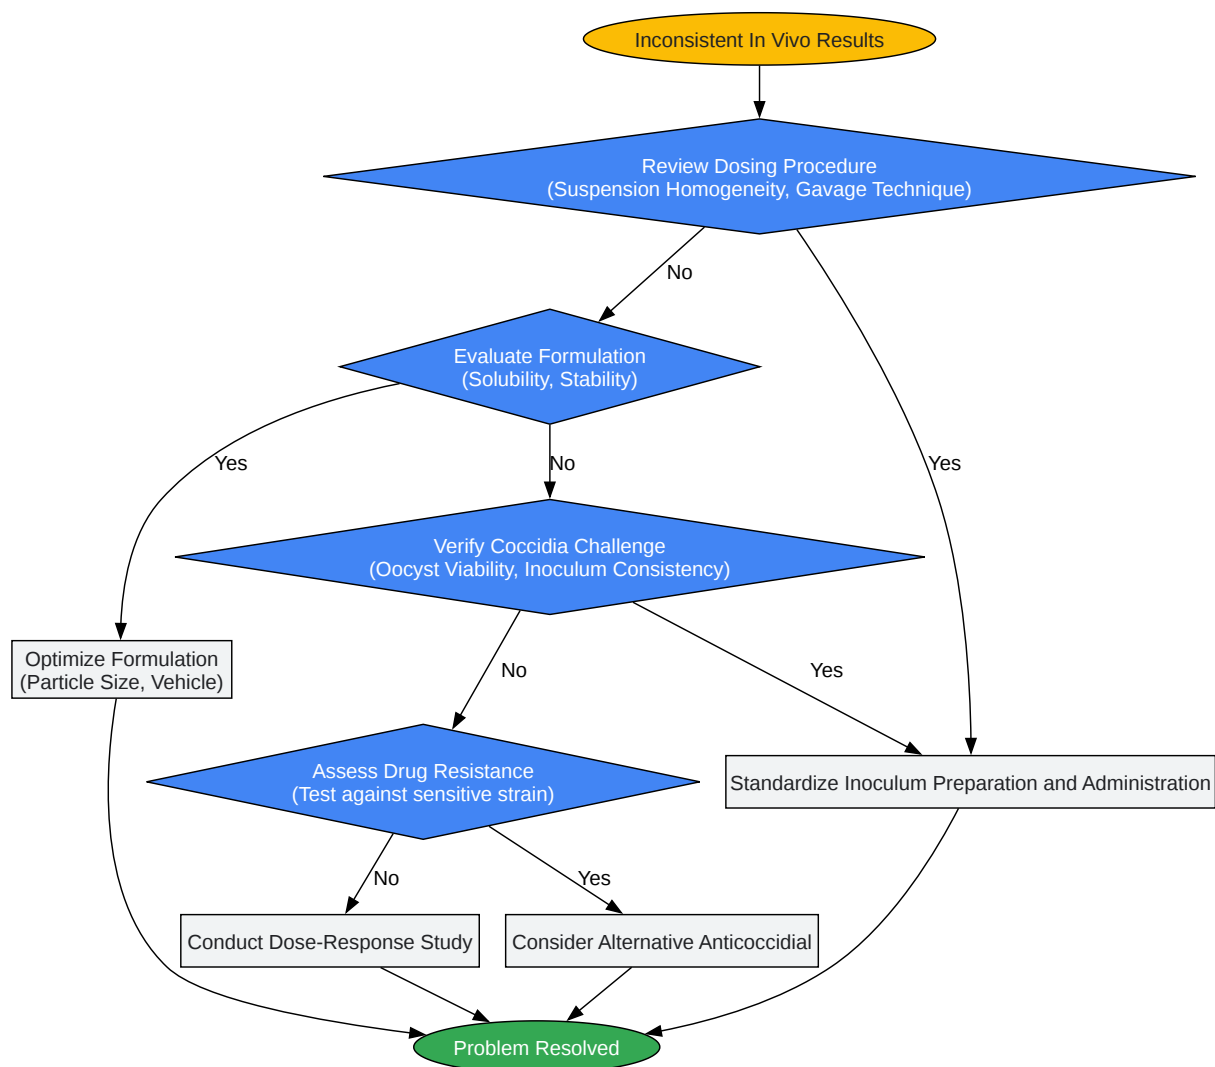 Inconsistent In Vivo Results
Review Dosing Procedure
(Suspension Homogeneity, Gavage Technique)
No
Evaluate Formulation
(Solubility, Stability)
Yes
No
Yes
Verify Coccidia Challenge
(Oocyst Viability, Inoculum Consistency)
Optimize Formulation
(Particle Size, Vehicle)
No
Yes
Assess Drug Resistance
(Test against sensitive strain)
Standardize Inoculum Preparation and Administration
No
Yes
Conduct Dose-Response Study
Consider Alternative Anticoccidial
Problem Resolved